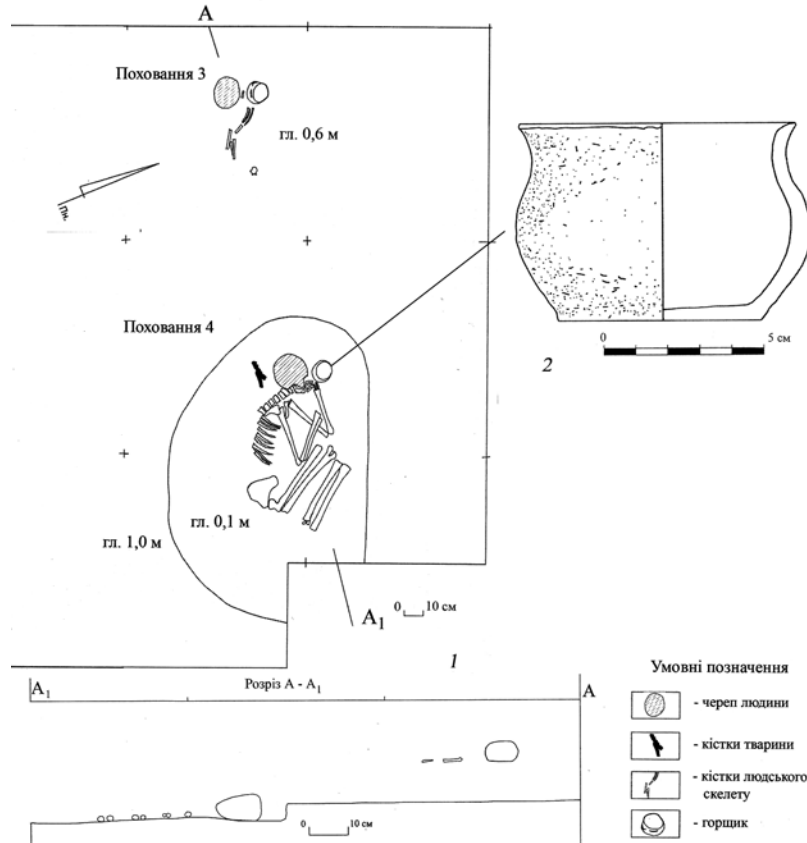 А
Поховання 3
гл. 0,6 м
Пн.
Поховання 4
гл. 0,1 м
гл. 1,0 м
А1
0 10 см
1
0 5 см
2
А1 Розріз А - А1 А
0 10 см
Умовні позначення
- череп людини
- кістки тварини
- кістки людського
скелету
- горщик